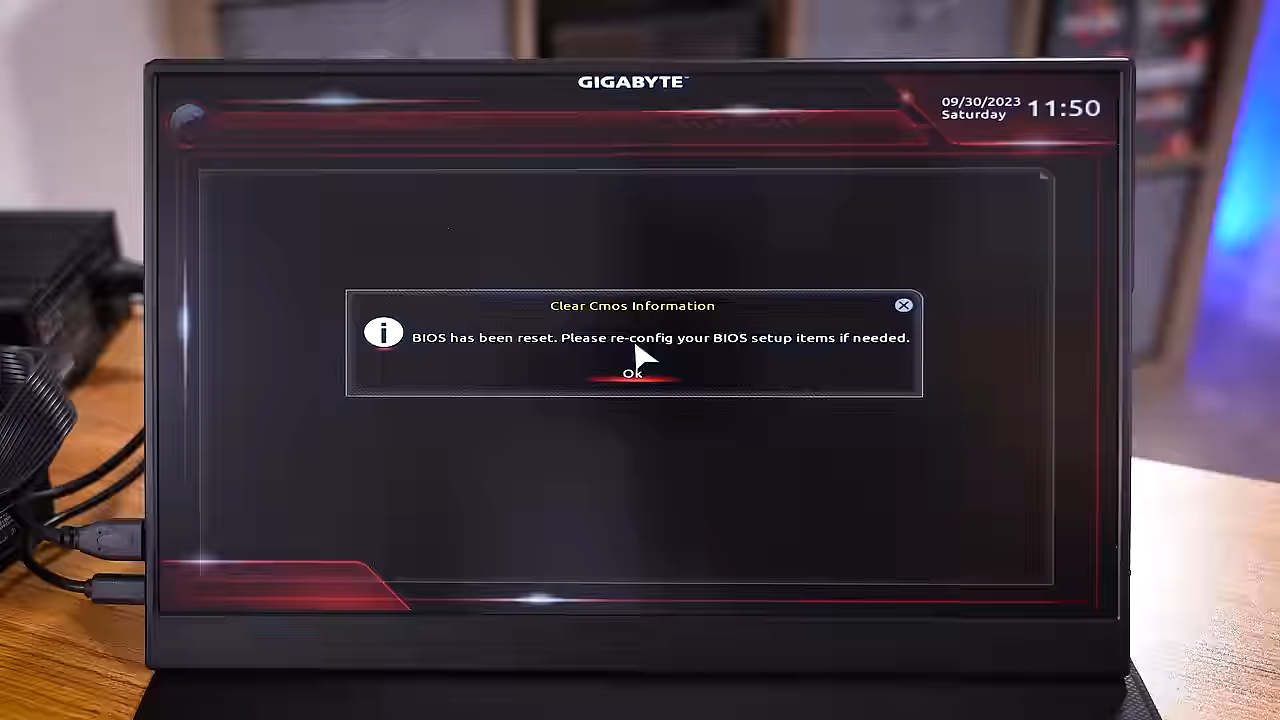 GIGABYTE
09/30/2023
Saturday
11:50
Clear Cmos Information
BIOS has been reset. Please re-config your BIOS setup items if needed.
Ok